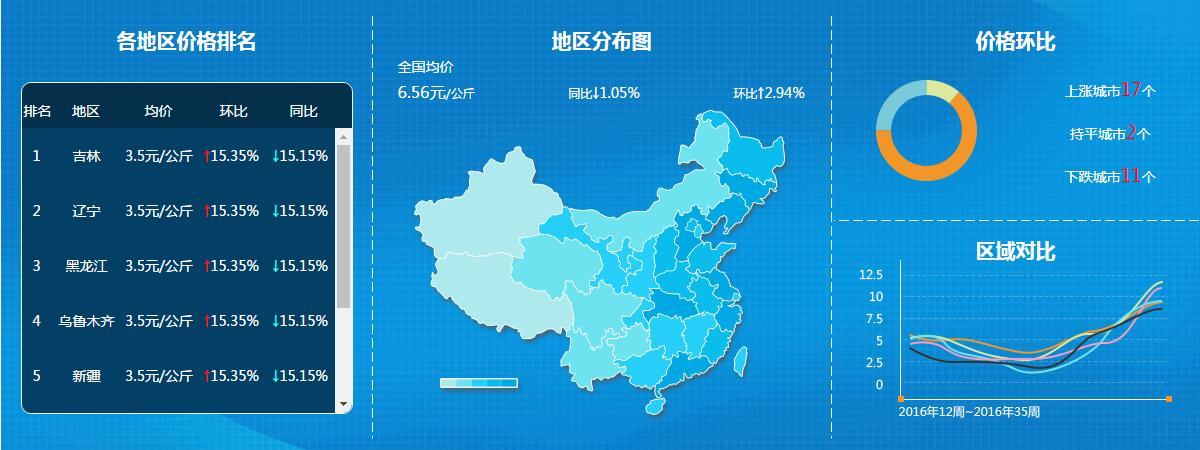 各地区价格排名
排名 地区 均价 环比 同比
1 吉林 3.5元/公斤 ↑15.35% ↓15.15%
2 辽宁 3.5元/公斤 ↑15.35% ↓15.15%
3 黑龙江 3.5元/公斤 ↑15.35% ↓15.15%
4 乌鲁木齐 3.5元/公斤 ↑15.35% ↓15.15%
5 新疆 3.5元/公斤 ↑15.35% ↓15.15%
地区分布图
全国均价
6.56元/公斤 同比↓1.05% 环比↑2.94%
价格环比
上涨城市17个
持平城市2个
下跌城市11个
区域对比
12.5
10
7.5
5
2.5
0
2016年12周~2016年35周